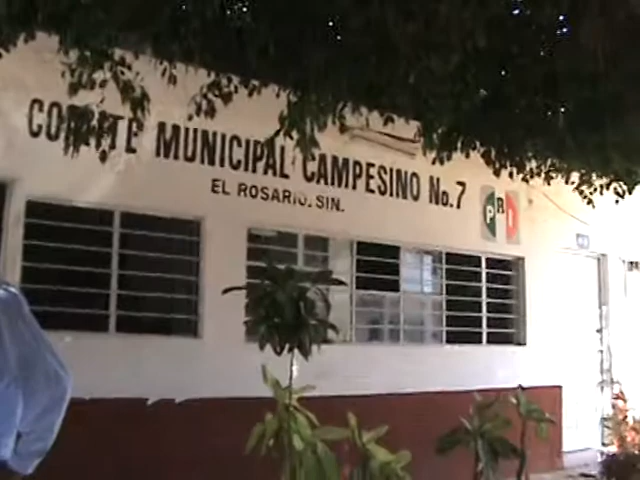 COMITE MUNICIPAL CAMPESINO No. 7
EL ROSARIO. SIN.
PRI